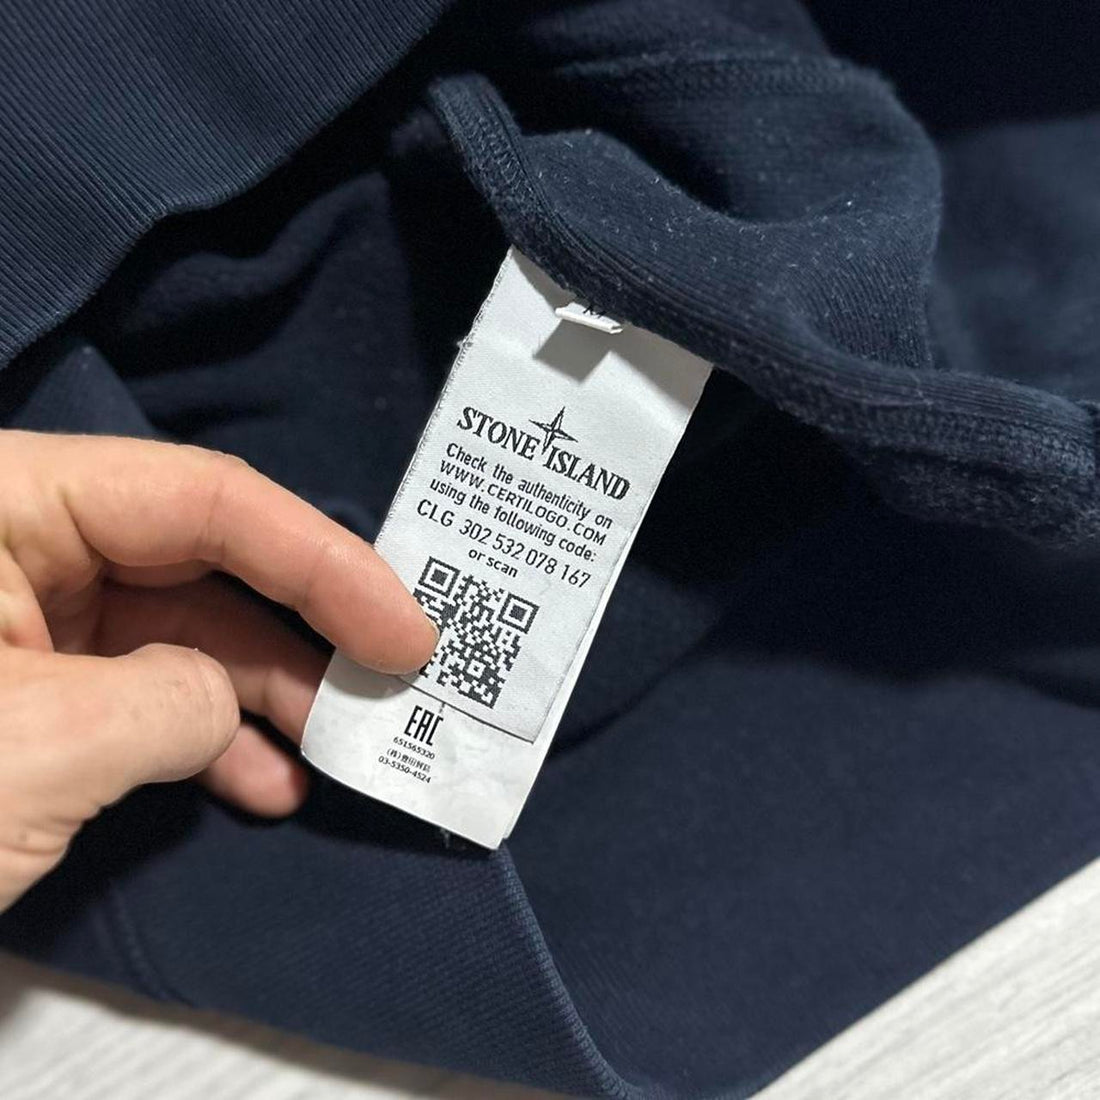 M
STONE ISLAND
Check the authenticity on
WWW.CERTILOGO.COM
using the following code:
CLG 302 532 078 167
or scan
EAC
651565320
03-5350-4524